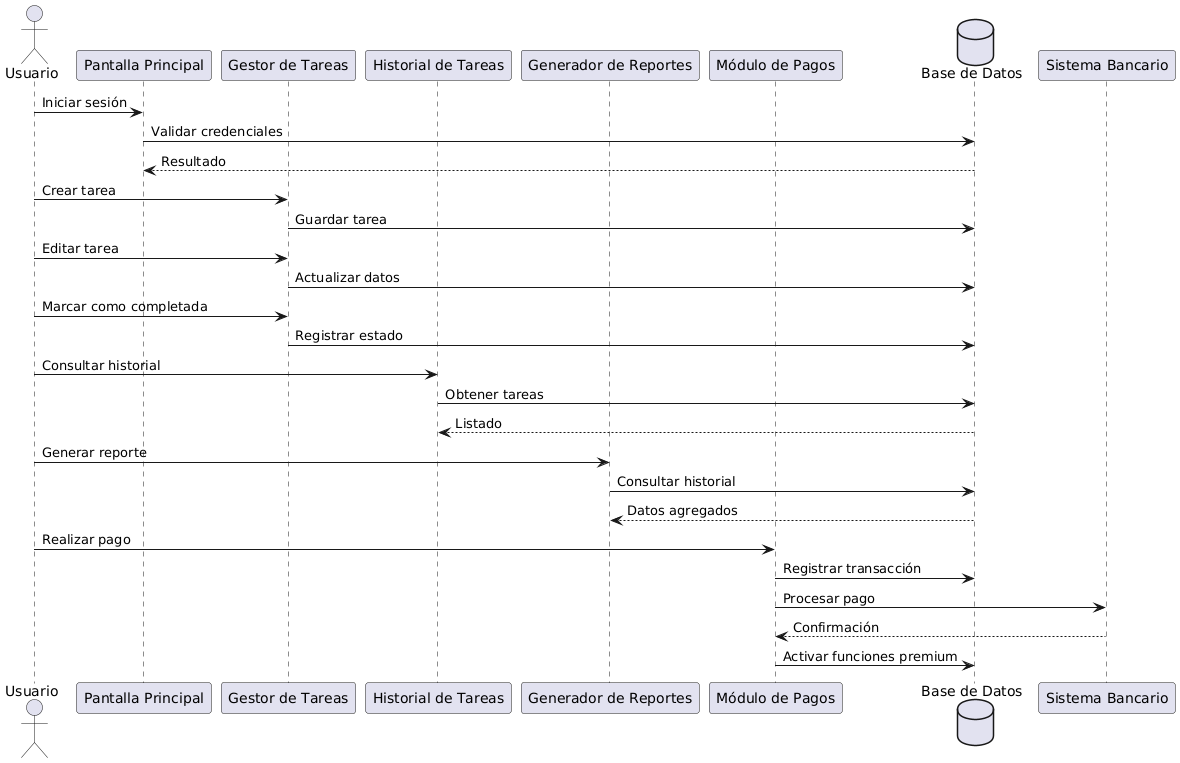 Usuario
Pantalla Principal
Gestor de Tareas
Historial de Tareas
Generador de Reportes
Módulo de Pagos
Base de Datos
Sistema Bancario
Iniciar sesión
Validar credenciales
Resultado
Crear tarea
Guardar tarea
Editar tarea
Actualizar datos
Marcar como completada
Registrar estado
Consultar historial
Obtener tareas
Listado
Generar reporte
Consultar historial
Datos agregados
Realizar pago
Registrar transacción
Procesar pago
Confirmación
Activar funciones premium
Usuario
Pantalla Principal
Gestor de Tareas
Historial de Tareas
Generador de Reportes
Módulo de Pagos
Base de Datos
Sistema Bancario